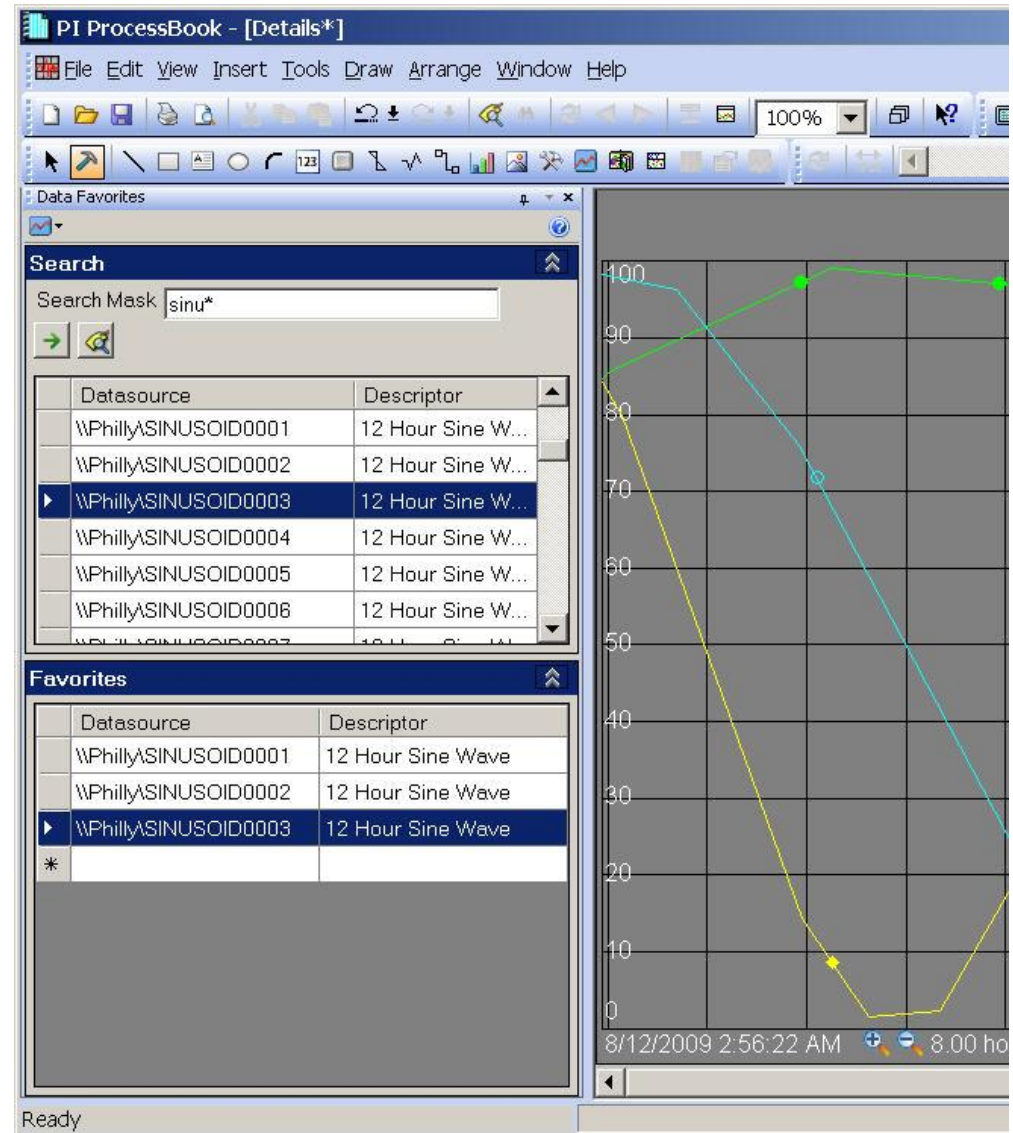 PI ProcessBook - [Details*]
File Edit View Insert Tools Draw Arrange Window Help
100%
123
Data Favorites
Search
Search Mask sinu*
Datasource Descriptor
\\Philly\SINUSOID0001 12 Hour Sine W...
\\Philly\SINUSOID0002 12 Hour Sine W...
\\Philly\SINUSOID0003 12 Hour Sine W...
\\Philly\SINUSOID0004 12 Hour Sine W...
\\Philly\SINUSOID0005 12 Hour Sine W...
\\Philly\SINUSOID0006 12 Hour Sine W...
Favorites
Datasource Descriptor
\\Philly\SINUSOID0001 12 Hour Sine Wave
\\Philly\SINUSOID0002 12 Hour Sine Wave
\\Philly\SINUSOID0003 12 Hour Sine Wave
*
100
90
80
70
60
50
40
30
20
10
0
8/12/2009 2:56:22 AM 8.00 ho
Ready